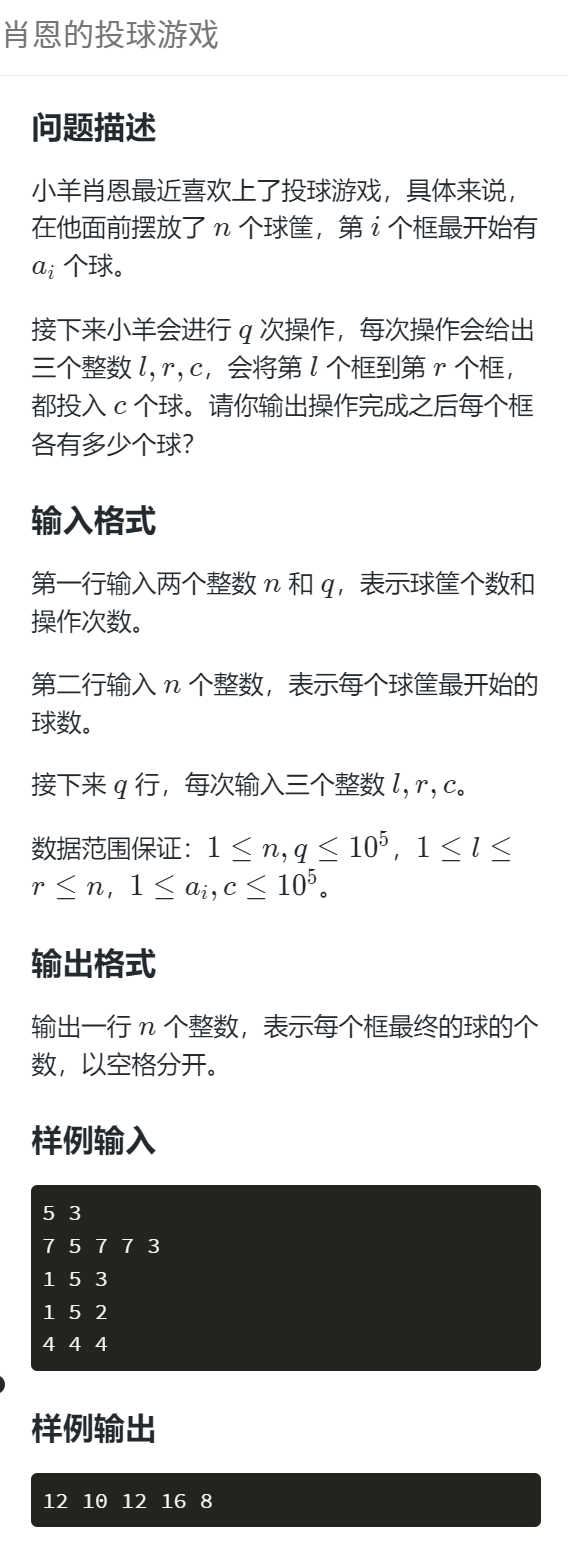 肖恩的投球游戏
问题描述
小羊肖恩最近喜欢上了投球游戏，具体来说，
在他面前摆放了 n 个球筐，第 i 个框最开始有
a_i 个球。
接下来小羊会进行 q 次操作，每次操作会给出
三个整数 l, r, c，会将第 l 个框到第 r 个框，
都投入 c 个球。请你输出操作完成之后每个框
各有多少个球？
输入格式
第一行输入两个整数 n 和 q，表示球筐个数和
操作次数。
第二行输入 n 个整数，表示每个球筐最开始的
球数。
接下来 q 行，每次输入三个整数 l, r, c。
数据范围保证：1 ≤ n, q ≤ 10^5，1 ≤ l ≤
r ≤ n，1 ≤ a_i, c ≤ 10^5。
输出格式
输出一行 n 个整数，表示每个框最终的球的个
数，以空格分开。
样例输入
5 3
7 5 7 7 3
1 5 3
1 5 2
4 4 4
样例输出
12 10 12 16 8